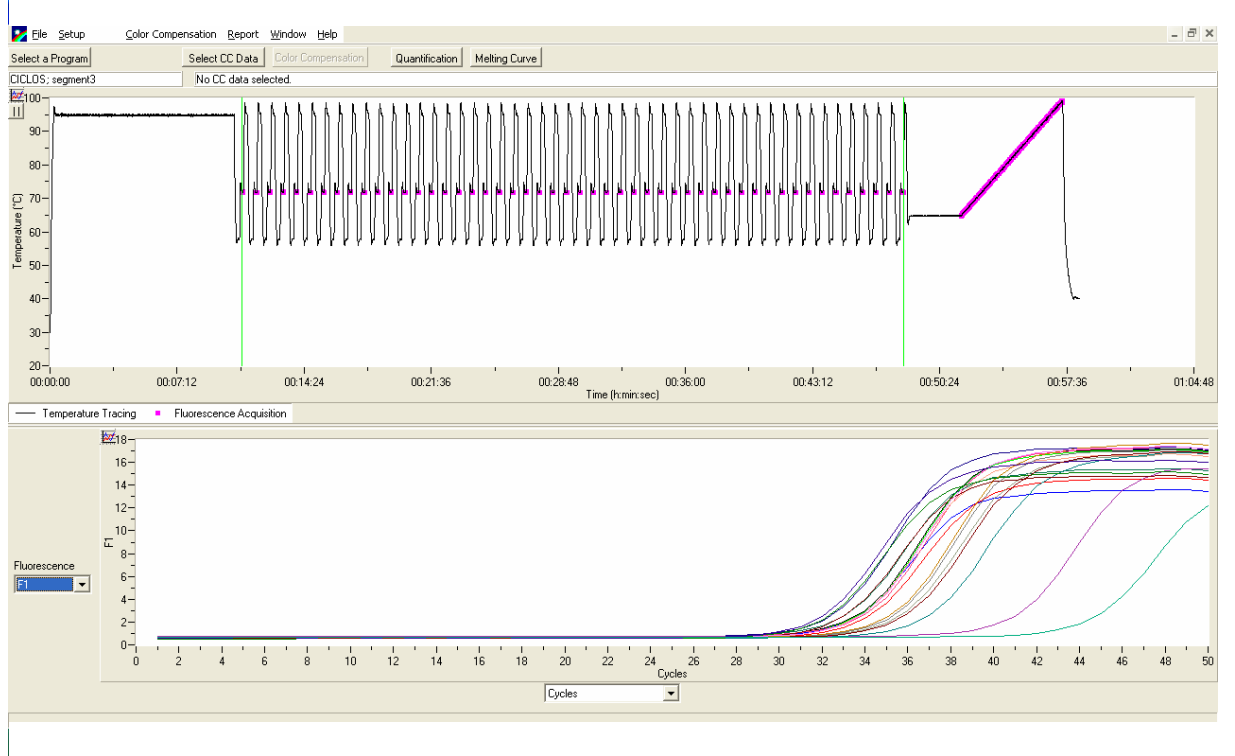 File Setup Color Compensation Report Window Help
Select a Program Select CC Data Color Compensation Quantification Melting Curve
CICLOS; segment3 No CC data selected.
100
90
80
70
60
50
40
30
20
Temperature (°C)
00:00:00 00:07:12 00:14:24 00:21:36 00:28:48 00:36:00 00:43:12 00:50:24 00:57:36 01:04:48
Time (h:min:sec)
Temperature Tracing Fluorescence Acquisition
18
16
14
12
10
8
6
4
2
0
F1
Fluorescence
F1
0 2 4 6 8 10 12 14 16 18 20 22 24 26 28 30 32 34 36 38 40 42 44 46 48 50
Cycles
Cycles